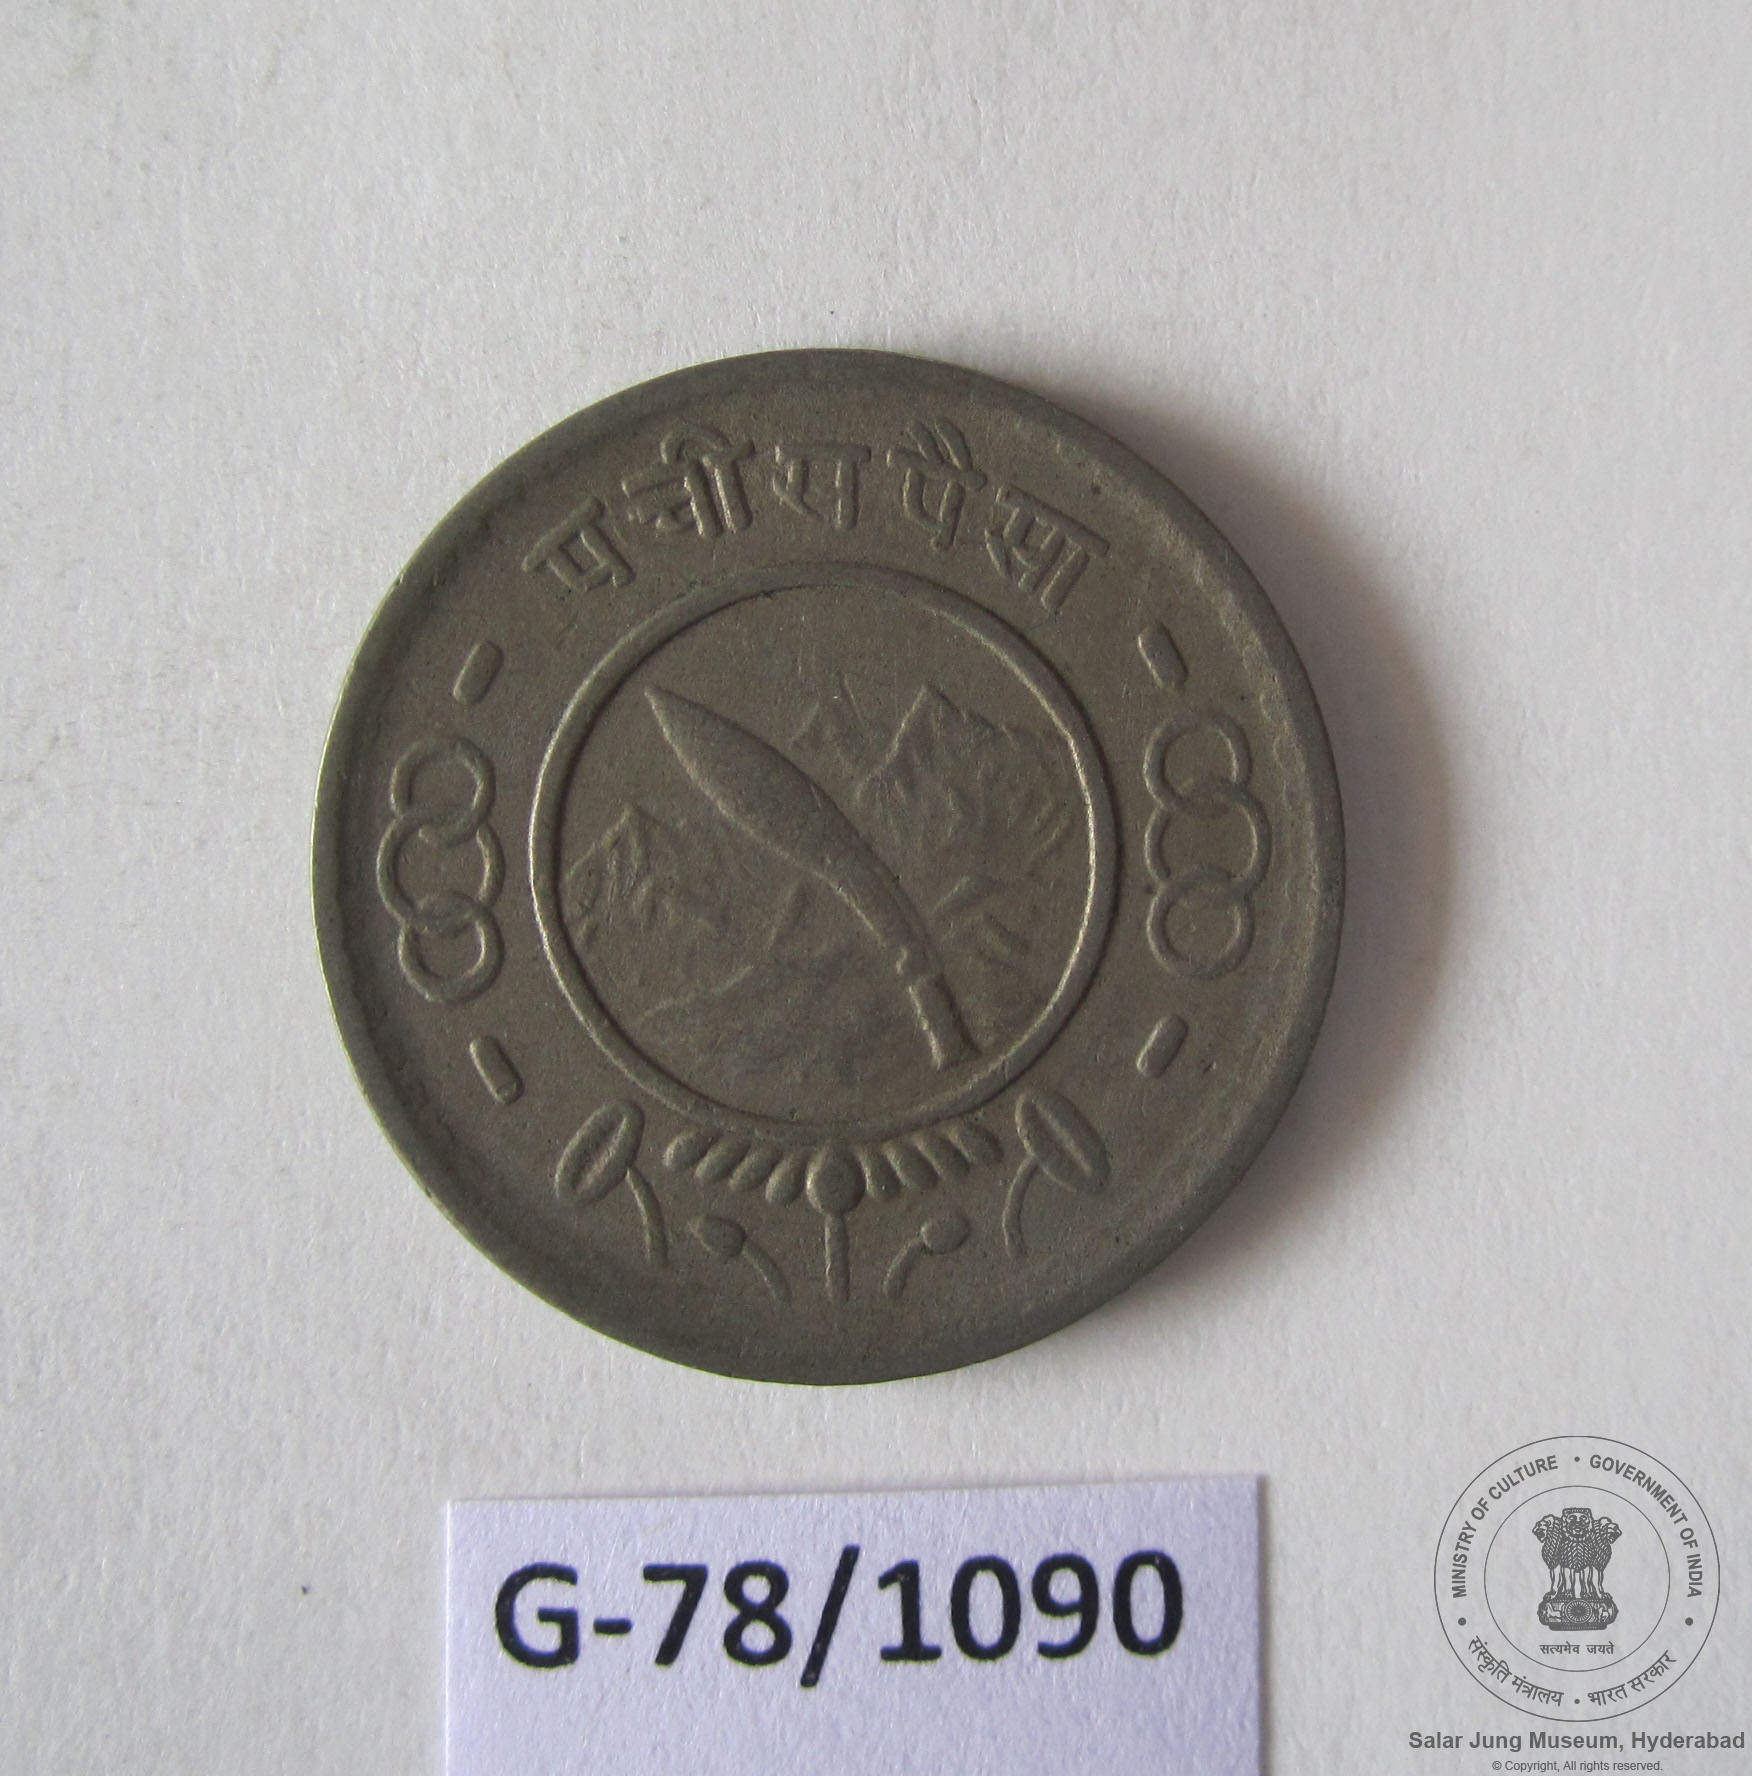 पचीस पैसा
G-78/1090
MINISTRY OF CULTURE • GOVERNMENT OF INDIA
सत्यमेव जयते
• संस्कृति मंत्रालय • भारत सरकार •
Salar Jung Museum, Hyderabad
© Copyright, All rights reserved.